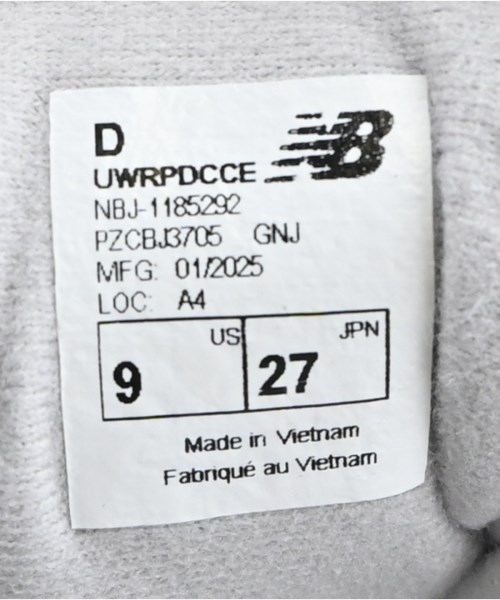 D
UWRPDCCE
NBJ-1185292
PZCBJ3705 GNJ
MFG: 01/2025
LOC: A4
US JPN
9 27
Made in Vietnam
Fabriqué au Vietnam